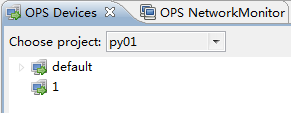 OPS Devices OPS NetworkMonitor
Choose project: py01
default
1